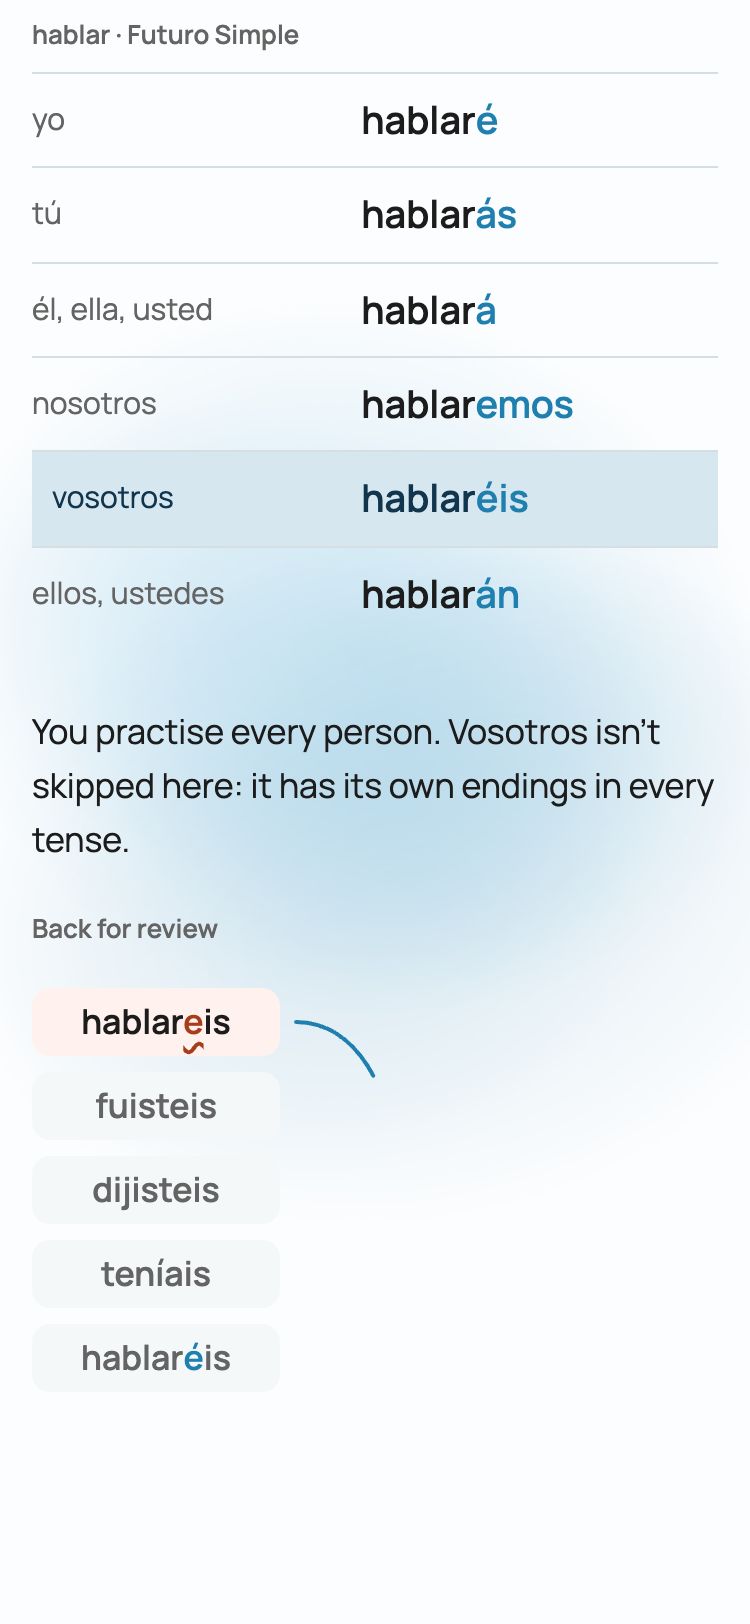 hablar · Futuro Simple
yo hablaré
tú hablarás
él, ella, usted hablará
nosotros hablaremos
vosotros hablaréis
ellos, ustedes hablarán
You practise every person. Vosotros isn’t
skipped here: it has its own endings in every
tense.
Back for review
hablareis
fuisteis
dijisteis
teníais
hablaréis